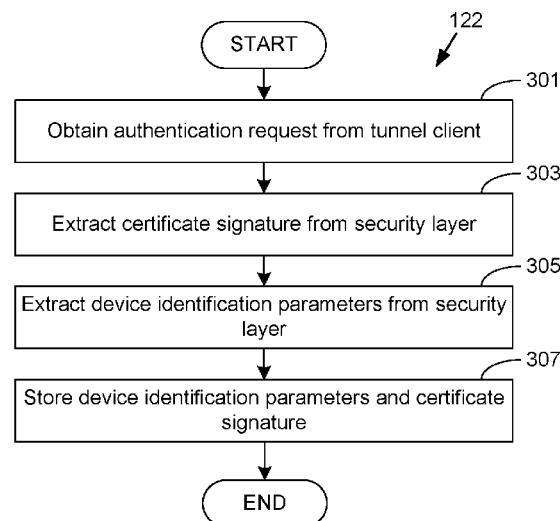 START
122
301
Obtain authentication request from tunnel client
303
Extract certificate signature from security layer
305
Extract device identification parameters from security
layer
307
Store device identification parameters and certificate
signature
END